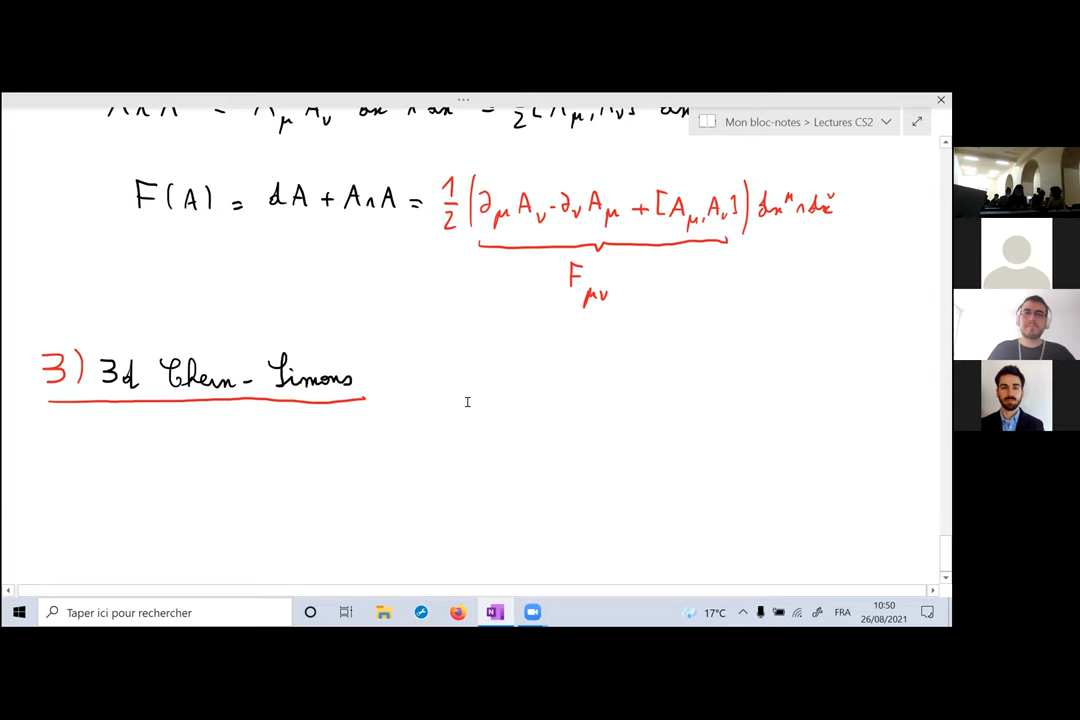 Mon bloc-notes > Lectures CS2
F(A) = dA + A∧A = 1/2 (∂μ Aν - ∂ν Aμ + [Aμ, Aν]) dx^μ ∧ dx^ν
Fμν
3) 3d Chern-Simons
Taper ici pour rechercher
17°C
FRA
10:50
26/08/2021